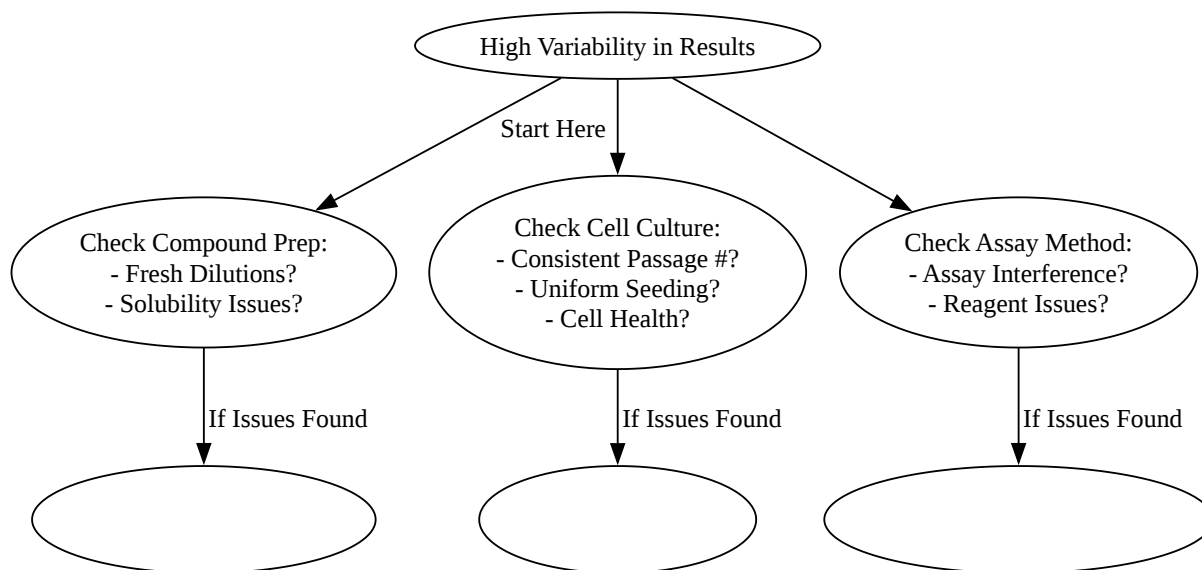 High Variability in Results
Start Here
Check Compound Prep:
- Fresh Dilutions?
- Solubility Issues?
Check Cell Culture:
- Consistent Passage #?
- Uniform Seeding?
- Cell Health?
Check Assay Method:
- Assay Interference?
- Reagent Issues?
If Issues Found
If Issues Found
If Issues Found